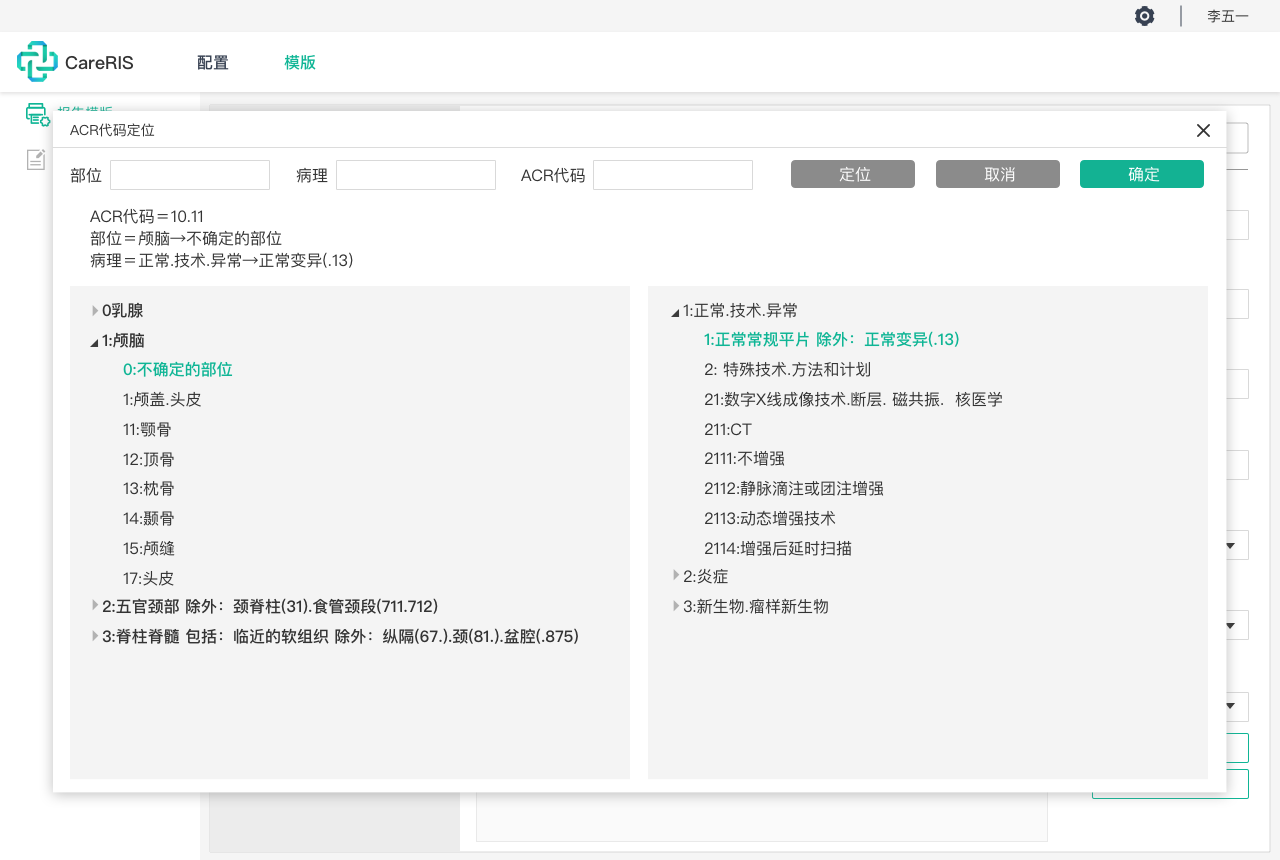 李五一
CareRIS 配置 模版
报告模版
ACR代码定位
部位 病理 ACR代码 定位 取消 确定
ACR代码＝10.11
部位＝颅脑→不确定的部位
病理＝正常.技术.异常→正常变异(.13)
0乳腺
1:颅脑
0:不确定的部位
1:颅盖.头皮
11:颚骨
12:顶骨
13:枕骨
14:颞骨
15:颅缝
17:头皮
2:五官颈部 除外：颈脊柱(31).食管颈段(711.712)
3:脊柱脊髓 包括：临近的软组织 除外：纵隔(67.).颈(81.).盆腔(.875)
1:正常.技术.异常
1:正常常规平片 除外：正常变异(.13)
2: 特殊技术.方法和计划
21:数字X线成像技术.断层. 磁共振. 核医学
211:CT
2111:不增强
2112:静脉滴注或团注增强
2113:动态增强技术
2114:增强后延时扫描
2:炎症
3:新生物.瘤样新生物